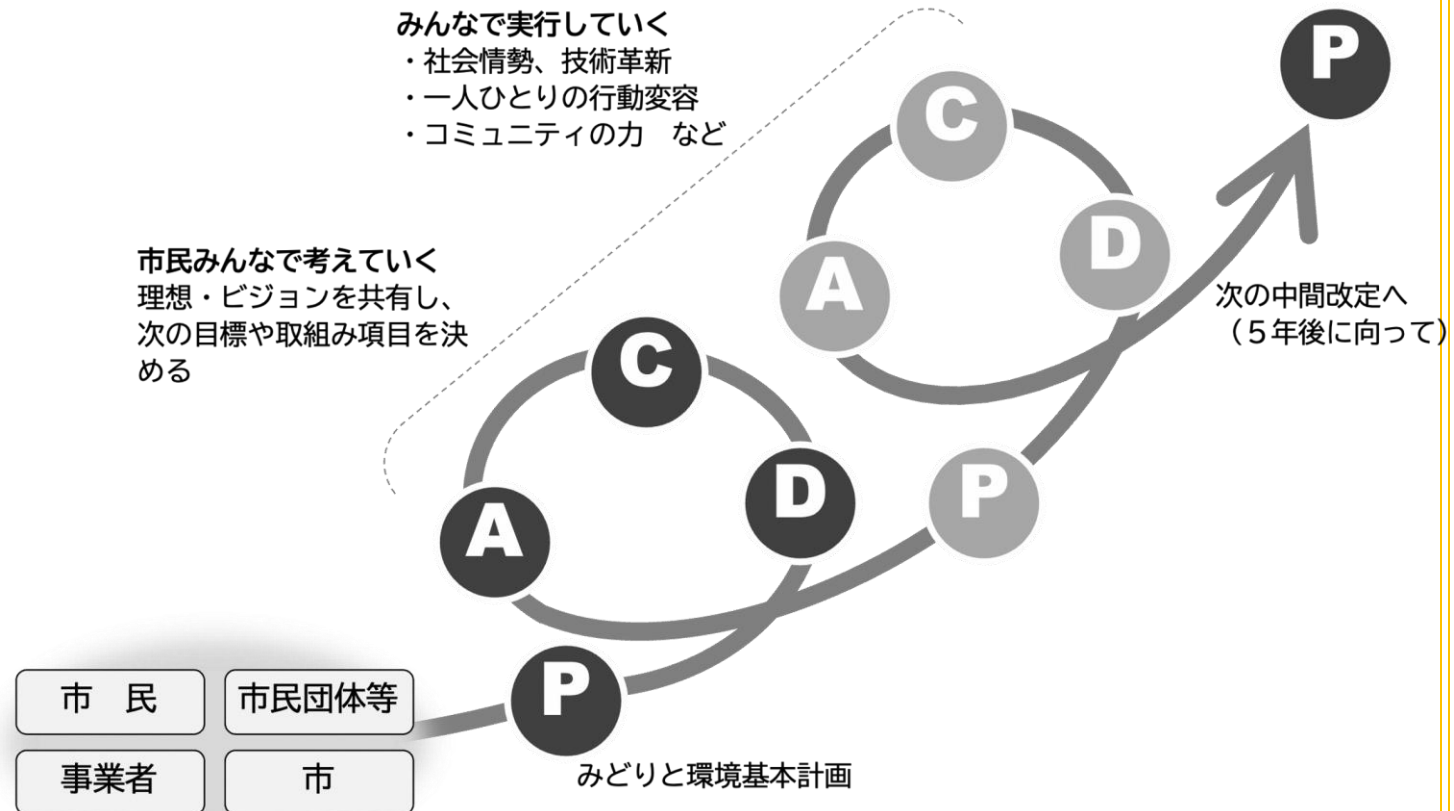 みんなで実行していく
・社会情勢、技術革新
・一人ひとりの行動変容
・コミュニティの力　など
市民みんなで考えていく
理想・ビジョンを共有し、
次の目標や取組み項目を決
める
P
C
D
A
次の中間改定へ
（５年後に向って）
C
D
A
P
P
市　民
市民団体等
事業者
市
みどりと環境基本計画